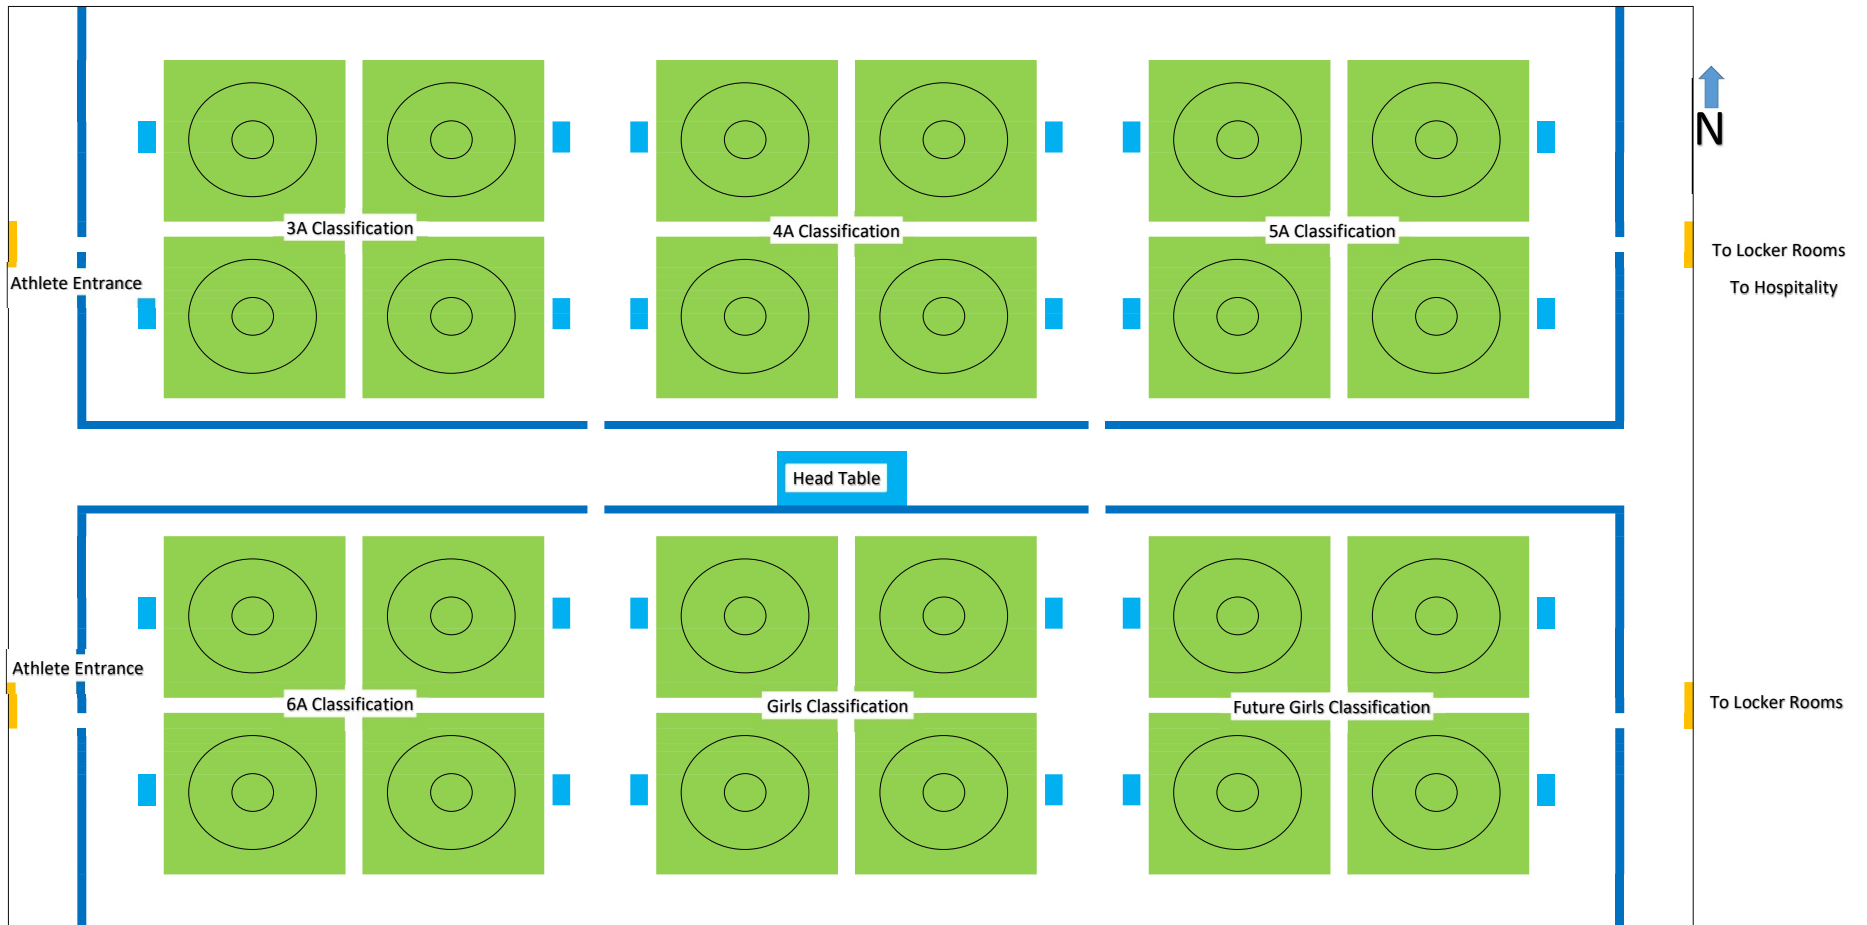 N
3A Classification
4A Classification
5A Classification
To Locker Rooms
Athlete Entrance
To Hospitality
Head Table
Athlete Entrance
6A Classification
Girls Classification
Future Girls Classification
To Locker Rooms